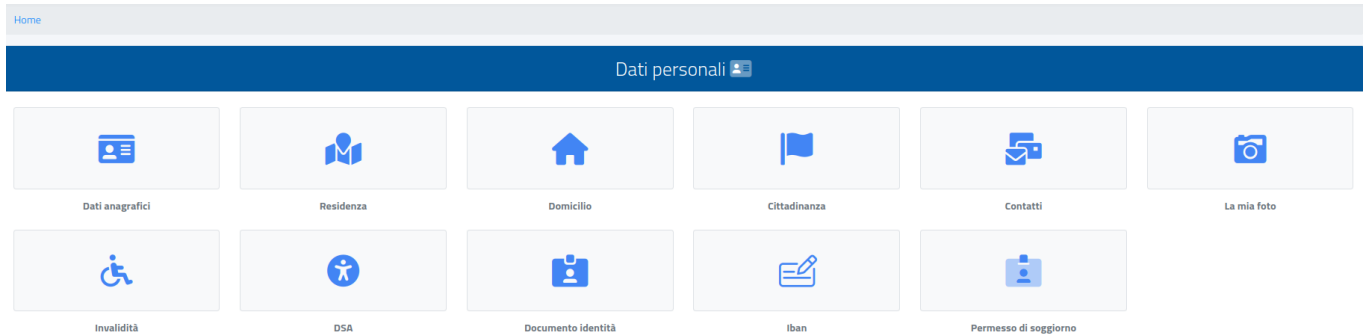 Home
Dati personali
Dati anagrafici
Residenza
Domicilio
Cittadinanza
Contatti
La mia foto
Invalidità
DSA
Documento identità
Iban
Permesso di soggiorno